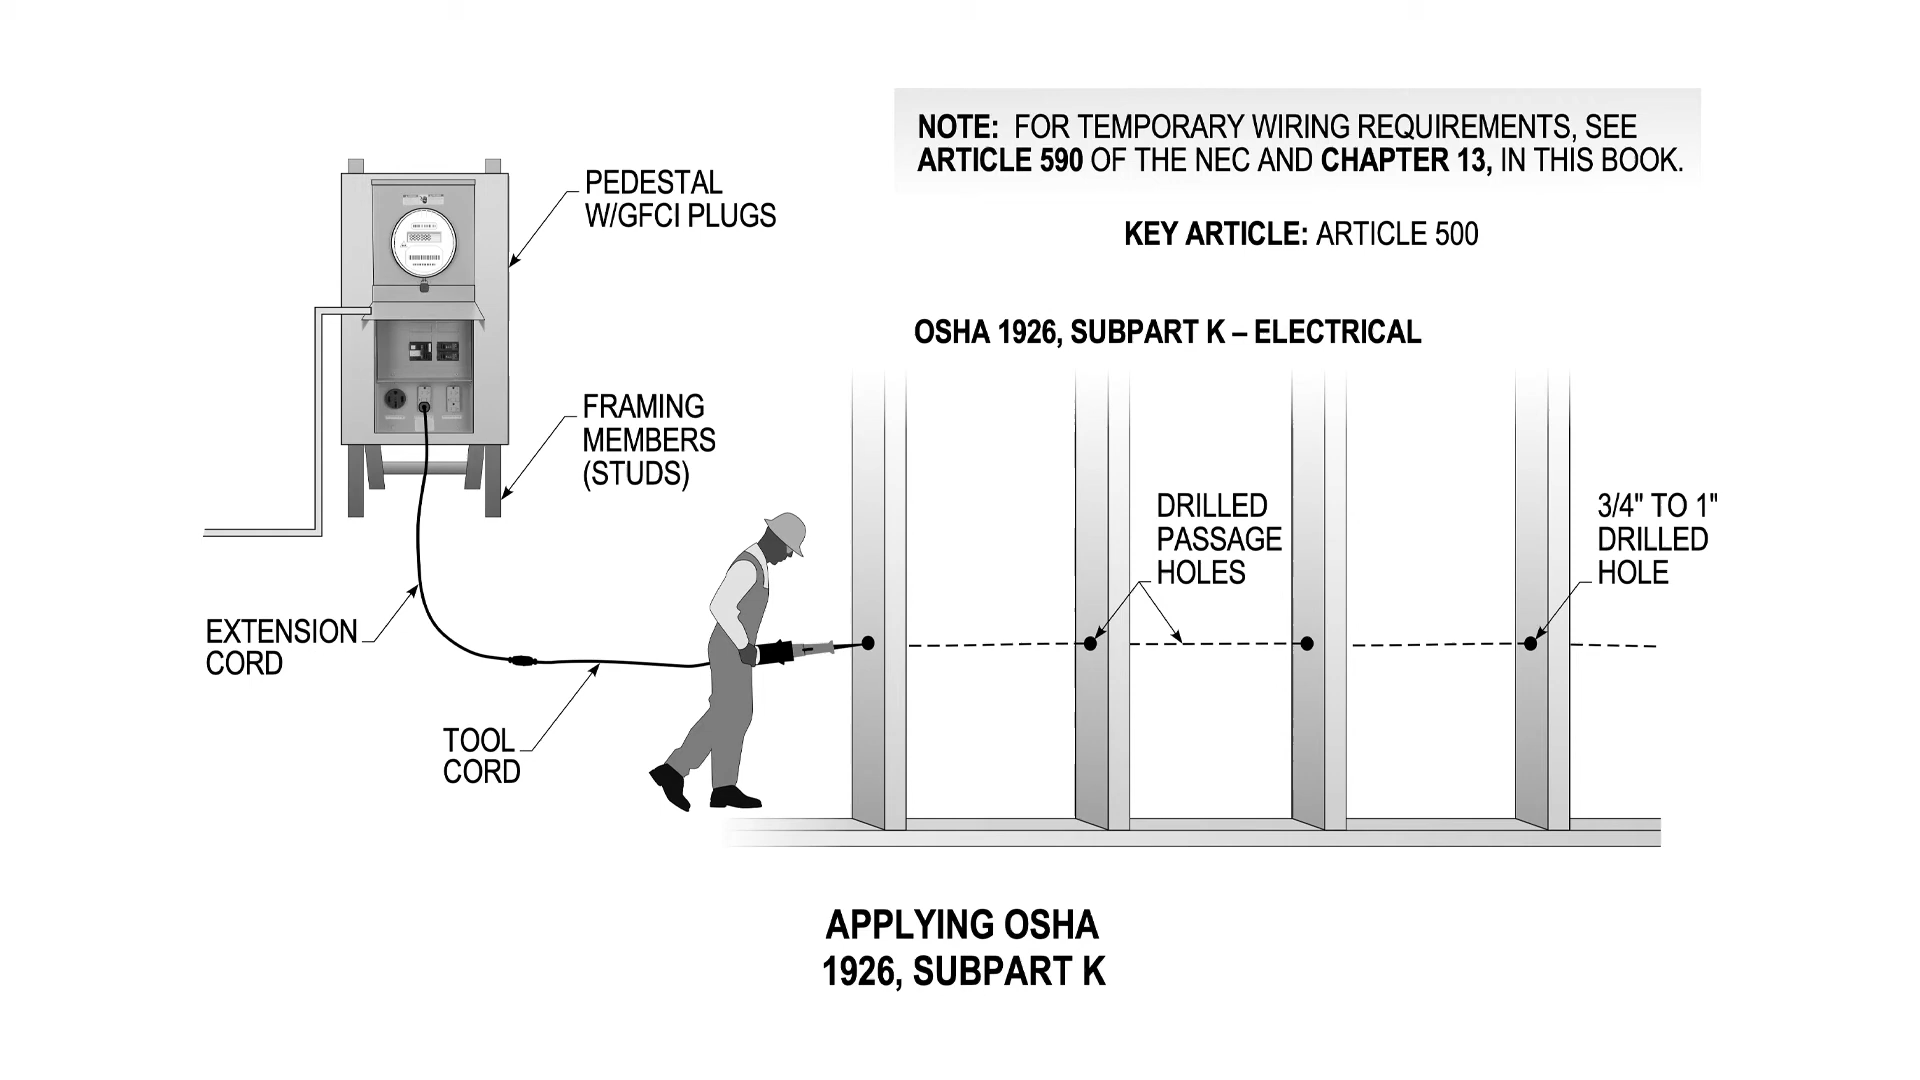 NOTE: FOR TEMPORARY WIRING REQUIREMENTS, SEE
ARTICLE 590 OF THE NEC AND CHAPTER 13, IN THIS BOOK.
KEY ARTICLE: ARTICLE 500
OSHA 1926, SUBPART K – ELECTRICAL
PEDESTAL
W/GFCI PLUGS
FRAMING
MEMBERS
(STUDS)
DRILLED
PASSAGE
HOLES
3/4" TO 1"
DRILLED
HOLE
EXTENSION
CORD
TOOL
CORD
APPLYING OSHA
1926, SUBPART K